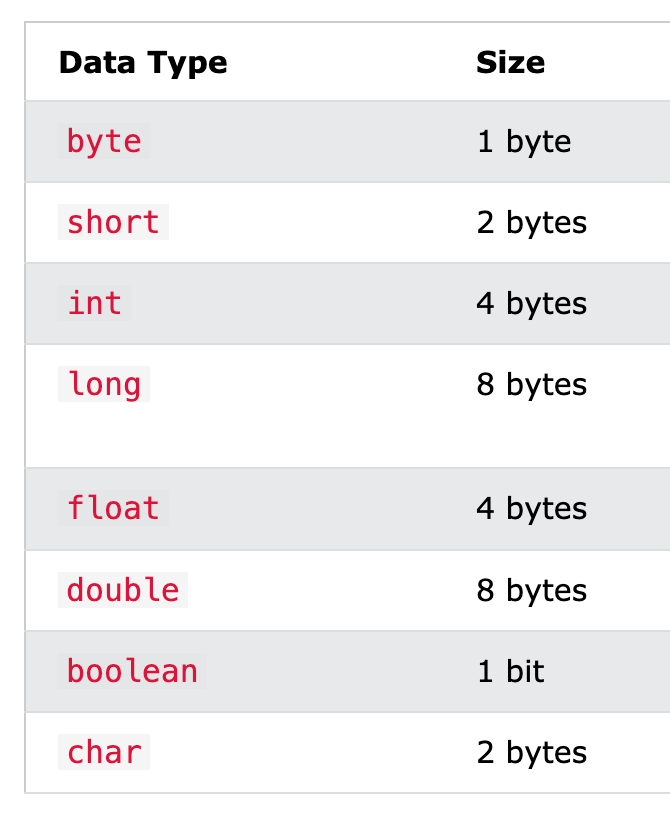 Data Type Size
byte 1 byte
short 2 bytes
int 4 bytes
long 8 bytes
float 4 bytes
double 8 bytes
boolean 1 bit
char 2 bytes